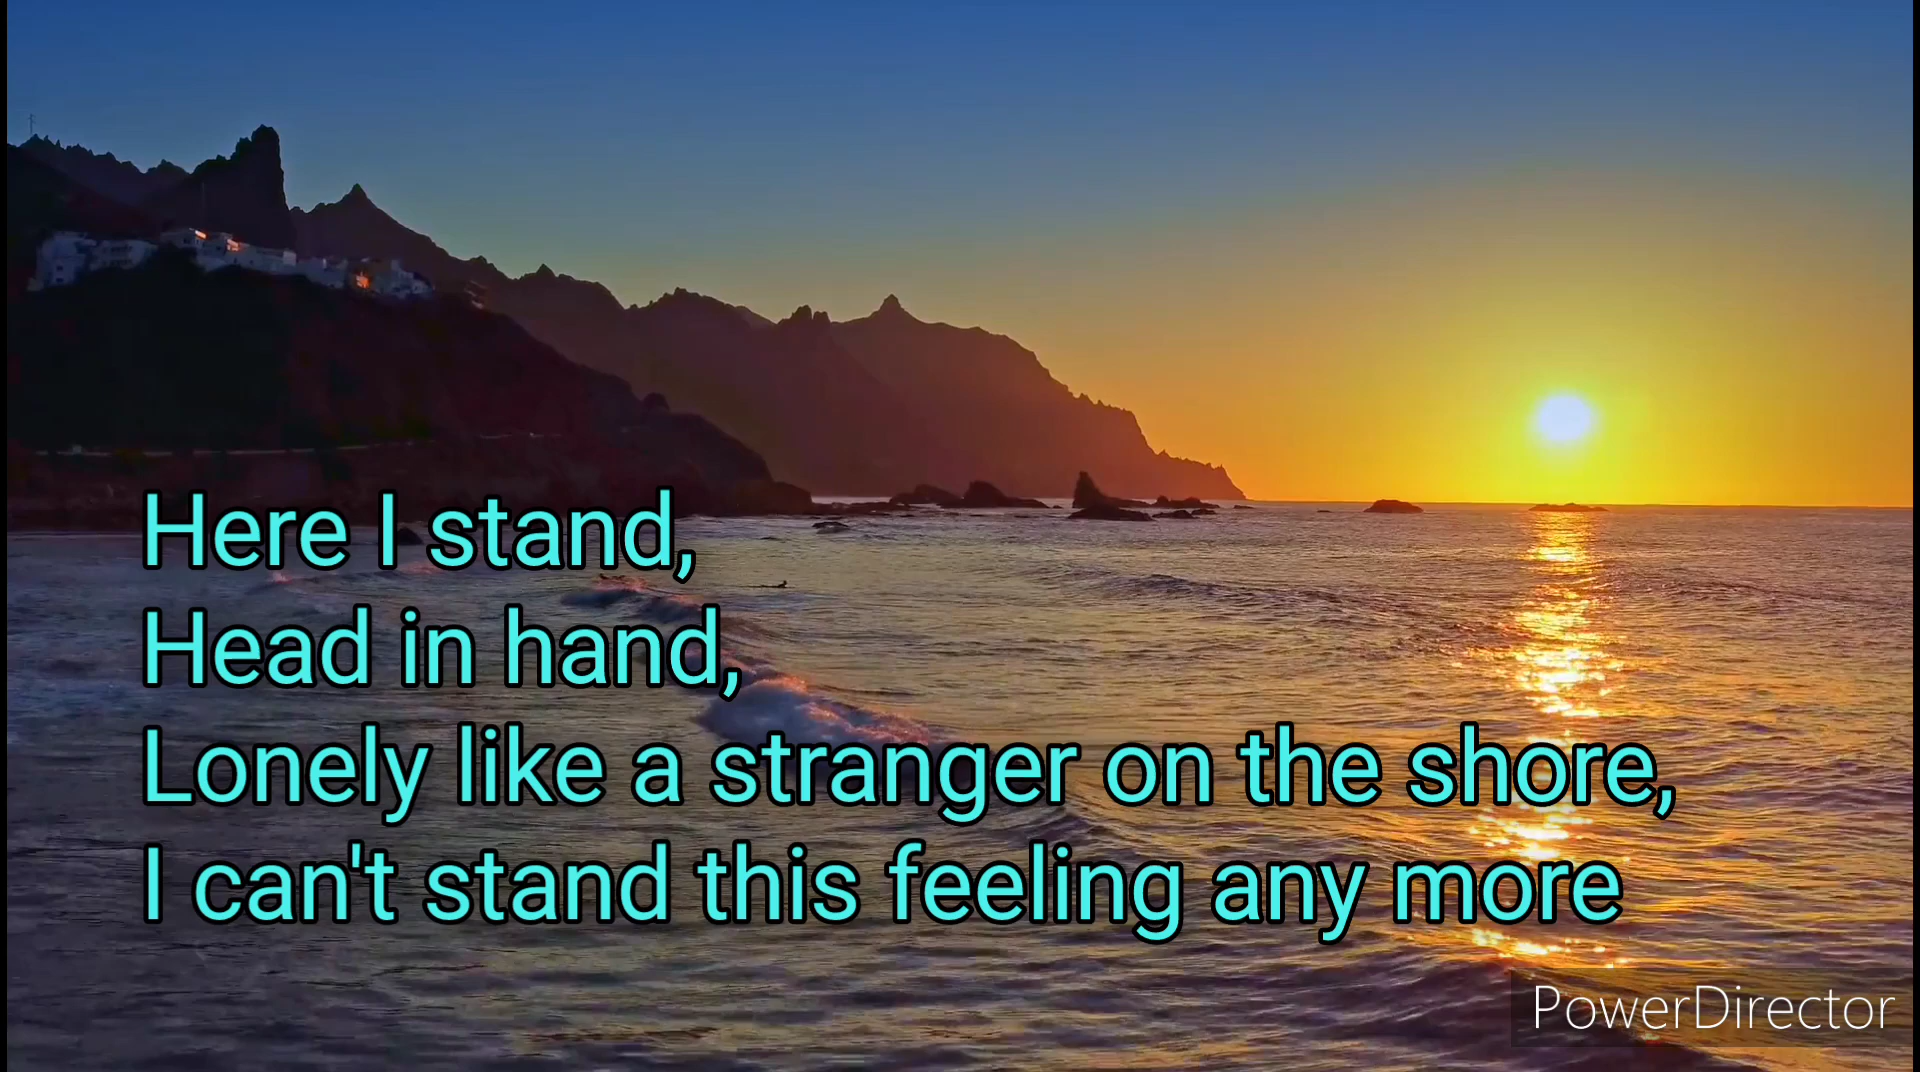 Here I stand,
Head in hand,
Lonely like a stranger on the shore,
I can't stand this feeling any more
PowerDirector